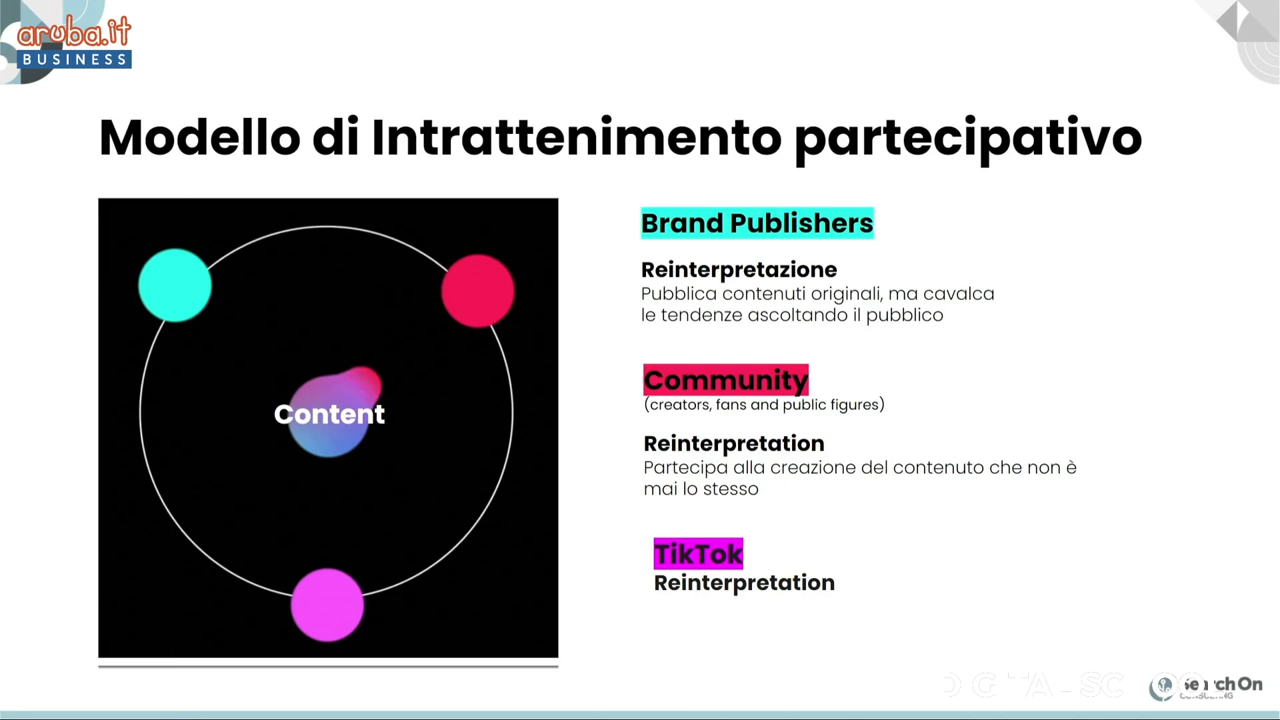 aruba.it
BUSINESS
Modello di Intrattenimento partecipativo
Content
Brand Publishers
Reinterpretazione
Pubblica contenuti originali, ma cavalca
le tendenze ascoltando il pubblico
Community
(creators, fans and public figures)
Reinterpretation
Partecipa alla creazione del contenuto che non è
mai lo stesso
TikTok
Reinterpretation
SearchOn
CONSULTING